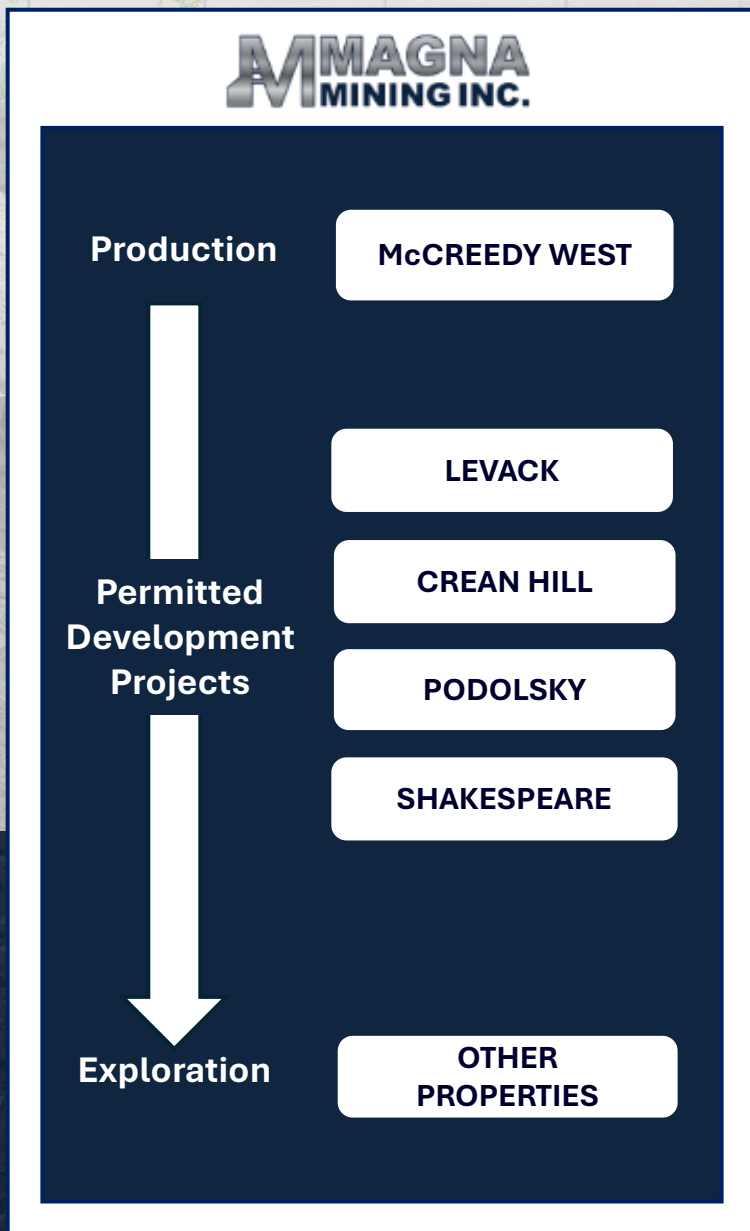 MAGNA
MINING INC.
Production
McCREEDY WEST
LEVACK
CREAN HILL
Permitted
Development
Projects
PODOLSKY
SHAKESPEARE
Exploration
OTHER
PROPERTIES